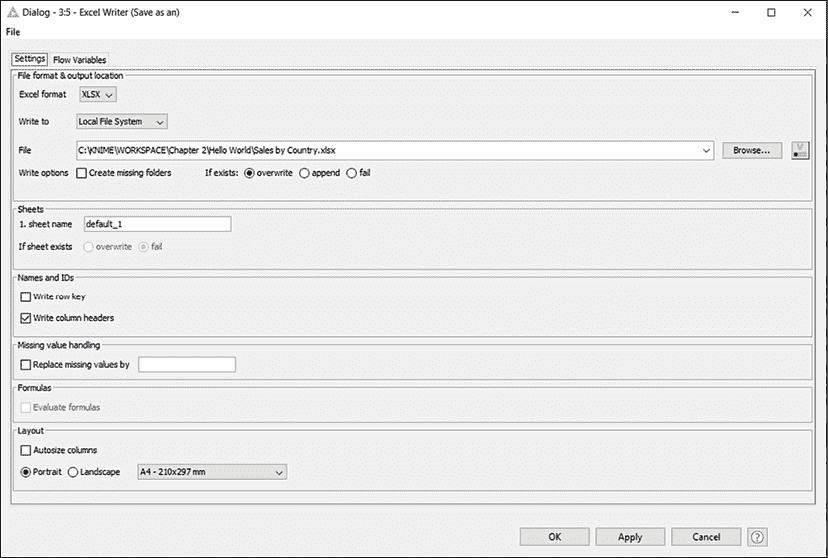 Dialog - 3:5 - Excel Writer (Save as an)
File
Settings Flow Variables
File format & output location
Excel format XLSX
Write to Local File System
File C:\KNIME\WORKSPACE\Chapter 2\Hello World\Sales by Country.xlsx Browse...
Write options Create missing folders If exists: overwrite append fail
Sheets
1. sheet name default_1
If sheet exists overwrite fail
Names and IDs
Write row key
Write column headers
Missing value handling
Replace missing values by
Formulas
Evaluate formulas
Layout
Autosize columns
Portrait Landscape A4 - 210x297 mm
OK Apply Cancel ?